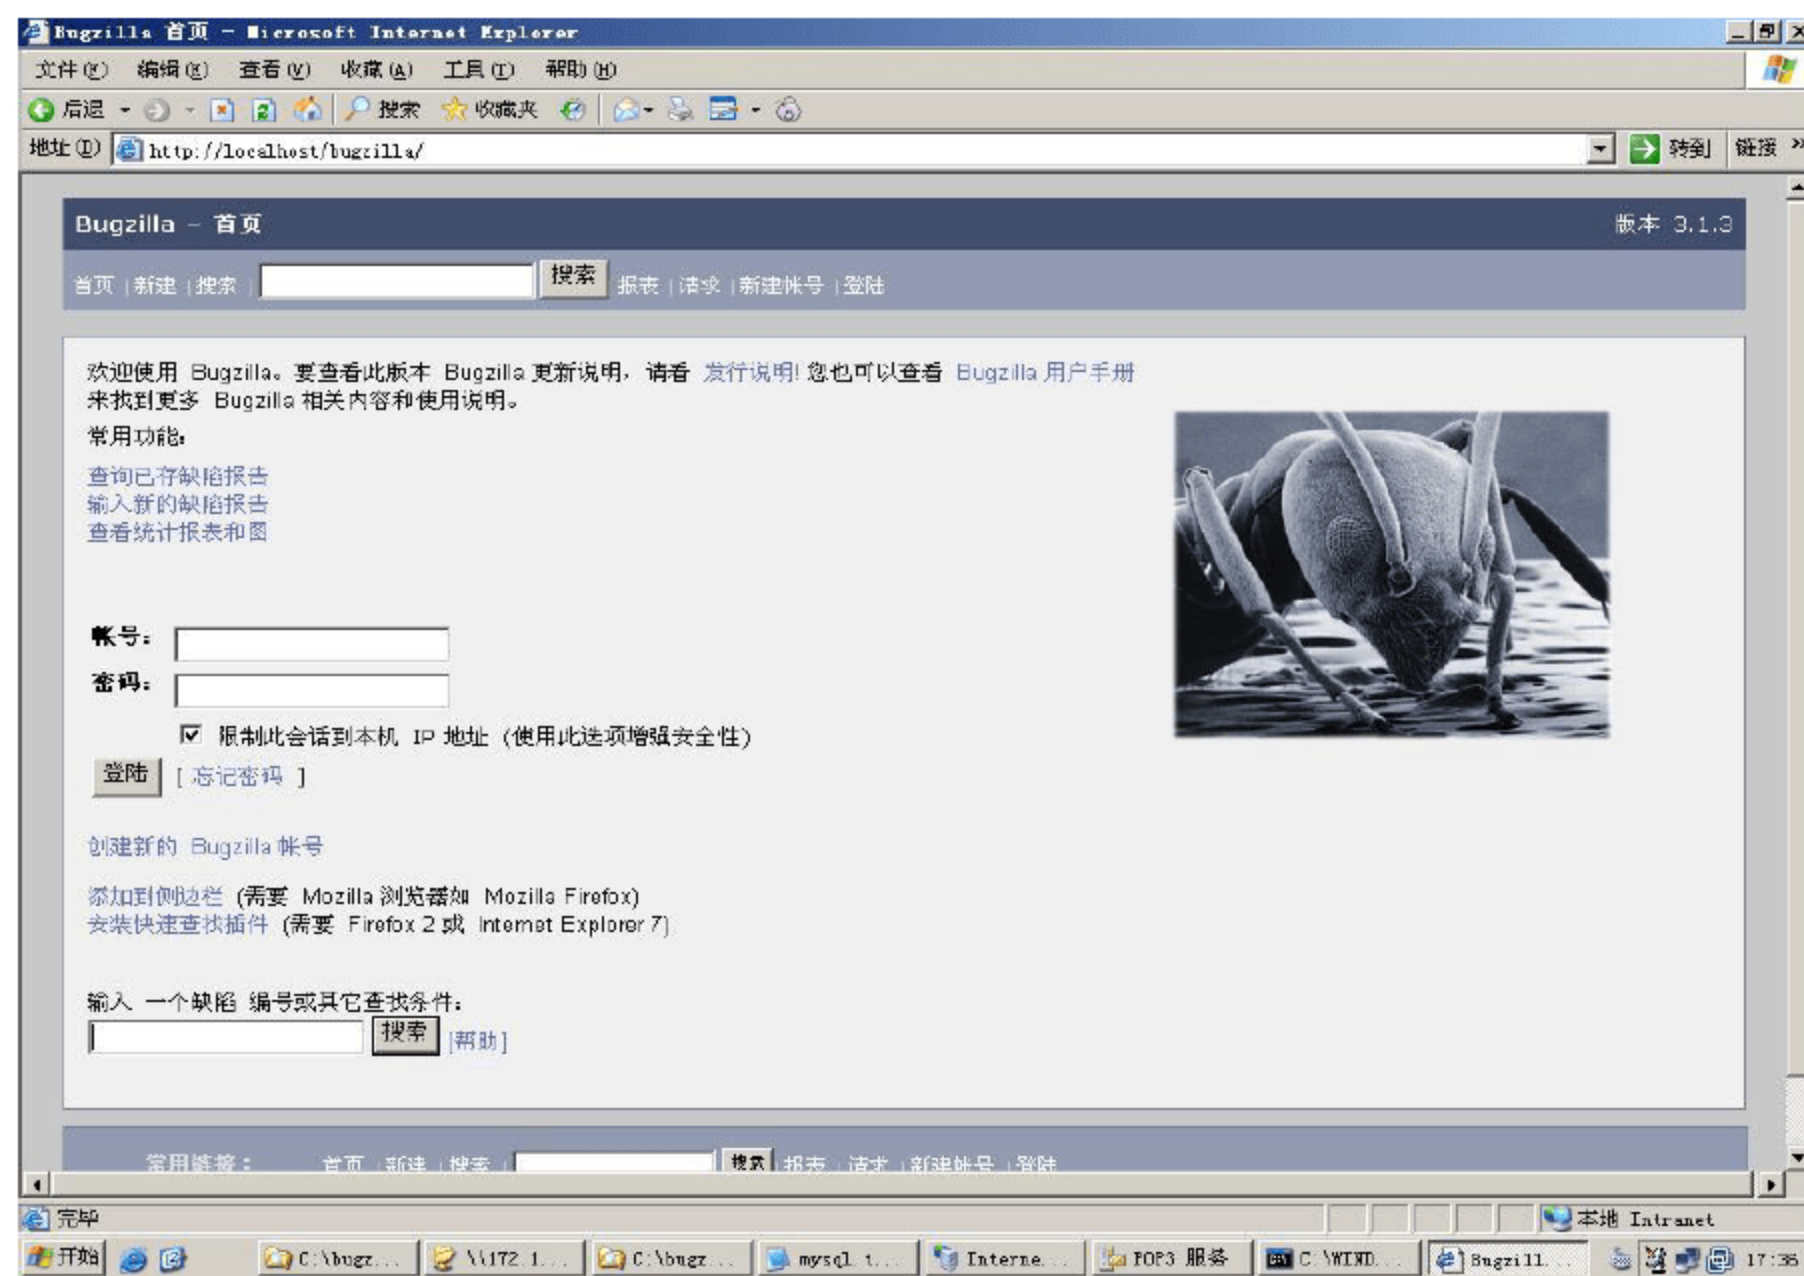 Bugzilla 首页 - Microsoft Internet Explorer
文件(F) 编辑(E) 查看(V) 收藏(A) 工具(T) 帮助(H)
后退 搜索 收藏夹
地址(D) http://localhost/bugzilla/ 转到 链接 »
Bugzilla – 首页 版本 3.1.3
首页 | 新建 | 搜索 | 搜索 报表 | 请求 | 新建帐号 | 登陆
欢迎使用 Bugzilla。要查看此版本 Bugzilla 更新说明，请看 发行说明! 您也可以查看 Bugzilla 用户手册
来找到更多 Bugzilla 相关内容和使用说明。
常用功能:
查询已存缺陷报告
输入新的缺陷报告
查看统计报表和图
帐号:
密码:
限制此会话到本机 IP 地址 (使用此选项增强安全性)
登陆 [ 忘记密码 ]
创建新的 Bugzilla 帐号
添加到侧边栏 (需要 Mozilla 浏览器如 Mozilla Firefox)
安装快速查找插件 (需要 Firefox 2 或 Internet Explorer 7)
输入 一个缺陷 编号或其它查找条件:
搜索 [帮助]
常用链接: 首页 | 新建 | 搜索 | 搜索 报表 | 请求 | 新建帐号 | 登陆
完毕 本地 Intranet
开始 C:\bugz... \\172.1... C:\bugz... mysql t... Interne... POP3 服务 C:\WIND... Bugzill... 17:36